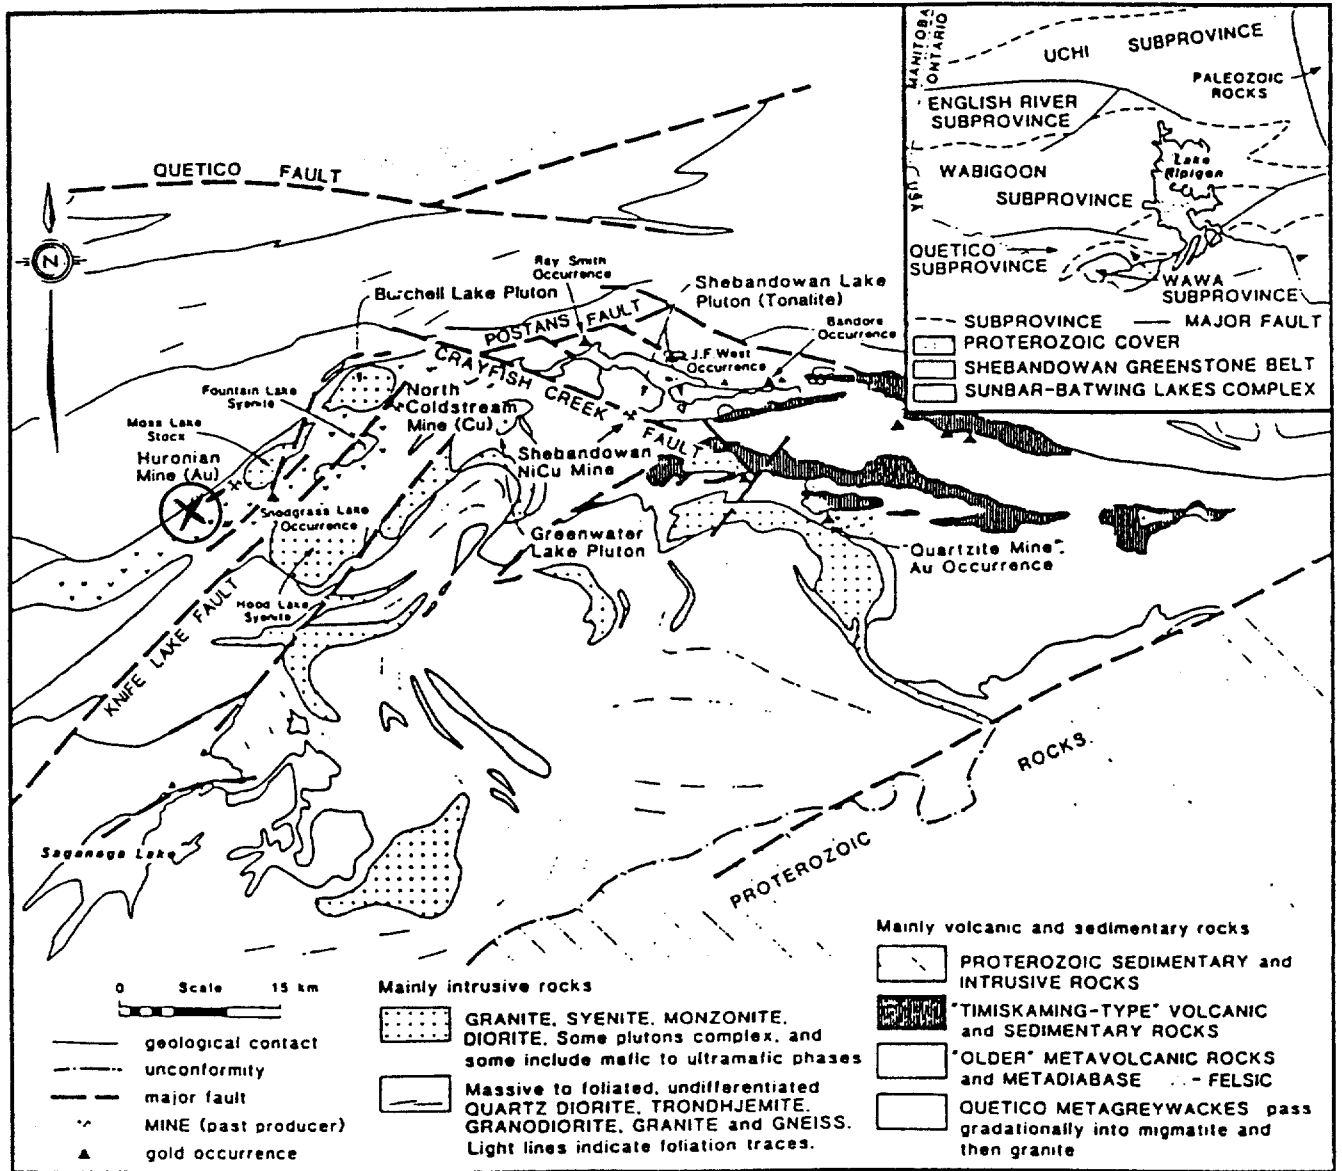 MANITOBA
ONTARIO
UCHI SUBPROVINCE
PALEOZOIC
ROCKS
ENGLISH RIVER
SUBPROVINCE
WABIGOON
SUBPROVINCE
Lake
Nipigon
USA
QUETICO
SUBPROVINCE
WAWA
SUBPROVINCE
SUBPROVINCE
MAJOR FAULT
PROTEROZOIC COVER
SHEBANDOWAN GREENSTONE BELT
SUNBAR-BATWING LAKES COMPLEX
QUETICO FAULT
N
Ray Smith
Occurrence
Burchell Lake Pluton
Shebandowan Lake
Pluton (Tonalite)
POSTANS FAULT
Bandore
Occurrence
J.F. West
Occurrence
CRAYFISH CREEK FAULT
Fountain Lake
Syenite
North
Coldstream
Mine (Cu)
Moss Lake
Stock
Huronian
Mine (Au)
Shebandowan
NiCu Mine
Snodgrass Lake
Occurrence
Greenwater
Lake Pluton
"Quartzite Mine"
Au Occurrence
Hood Lake
Syenite
KNIFE LAKE FAULT
Saganaga Lake
PROTEROZOIC ROCKS
0 Scale 15 km
geological contact
unconformity
major fault
MINE (past producer)
gold occurrence
Mainly intrusive rocks
GRANITE, SYENITE, MONZONITE,
DIORITE, Some plutons complex, and
some include mafic to ultramafic phases
Massive to foliated, undifferentiated
QUARTZ DIORITE, TRONDHJEMITE,
GRANODIORITE, GRANITE and GNEISS.
Light lines indicate foliation traces.
Mainly volcanic and sedimentary rocks
PROTEROZOIC SEDIMENTARY and
INTRUSIVE ROCKS
"TIMISKAMING-TYPE" VOLCANIC
and SEDIMENTARY ROCKS
"OLDER" METAVOLCANIC ROCKS
and METADIABASE - FELSIC
QUETICO METAGREYWACKES pass
gradationally into migmatite and
then granite